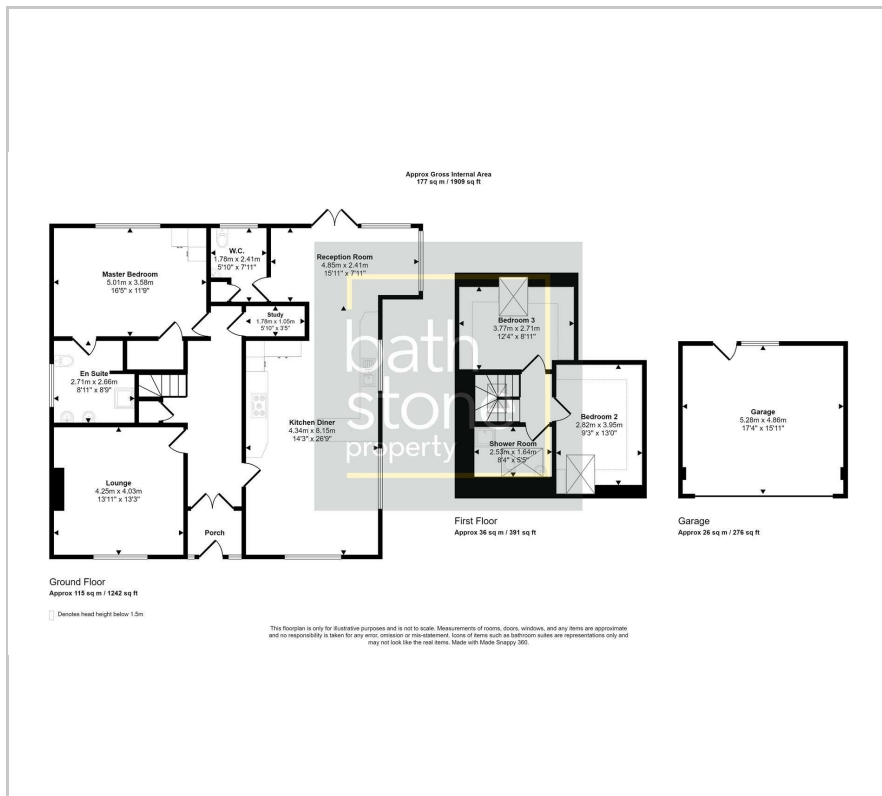 Approx Gross Internal Area
177 sq m / 1909 sq ft
W.C.
1.78m x 2.41m
5'10" x 7'11"
Reception Room
4.85m x 2.41m
15'11" x 7'11"
Master Bedroom
5.01m x 3.58m
16'5" x 11'9"
Study
1.78m x 1.05m
5'10" x 3'5"
En Suite
2.71m x 2.66m
8'11" x 8'9"
Kitchen Diner
4.34m x 8.15m
14'3" x 26'9"
Lounge
4.25m x 4.03m
13'11" x 13'3"
Porch
bath
stone
property
Bedroom 3
3.77m x 2.71m
12'4" x 8'11"
Bedroom 2
2.82m x 3.95m
9'3" x 13'0"
Shower Room
2.53m x 1.64m
8'4" x 5'5"
Garage
5.28m x 4.86m
17'4" x 15'11"
Ground Floor
Approx 115 sq m / 1242 sq ft
First Floor
Approx 36 sq m / 391 sq ft
Garage
Approx 26 sq m / 276 sq ft
Denotes head height below 1.5m
This floorplan is only for illustrative purposes and is not to scale. Measurements of rooms, doors, windows, and any items are approximate
and no responsibility is taken for any error, omission or mis-statement. Icons of items such as bathroom suites are representations only and
may not look like the real items. Made with Made Snappy 360.